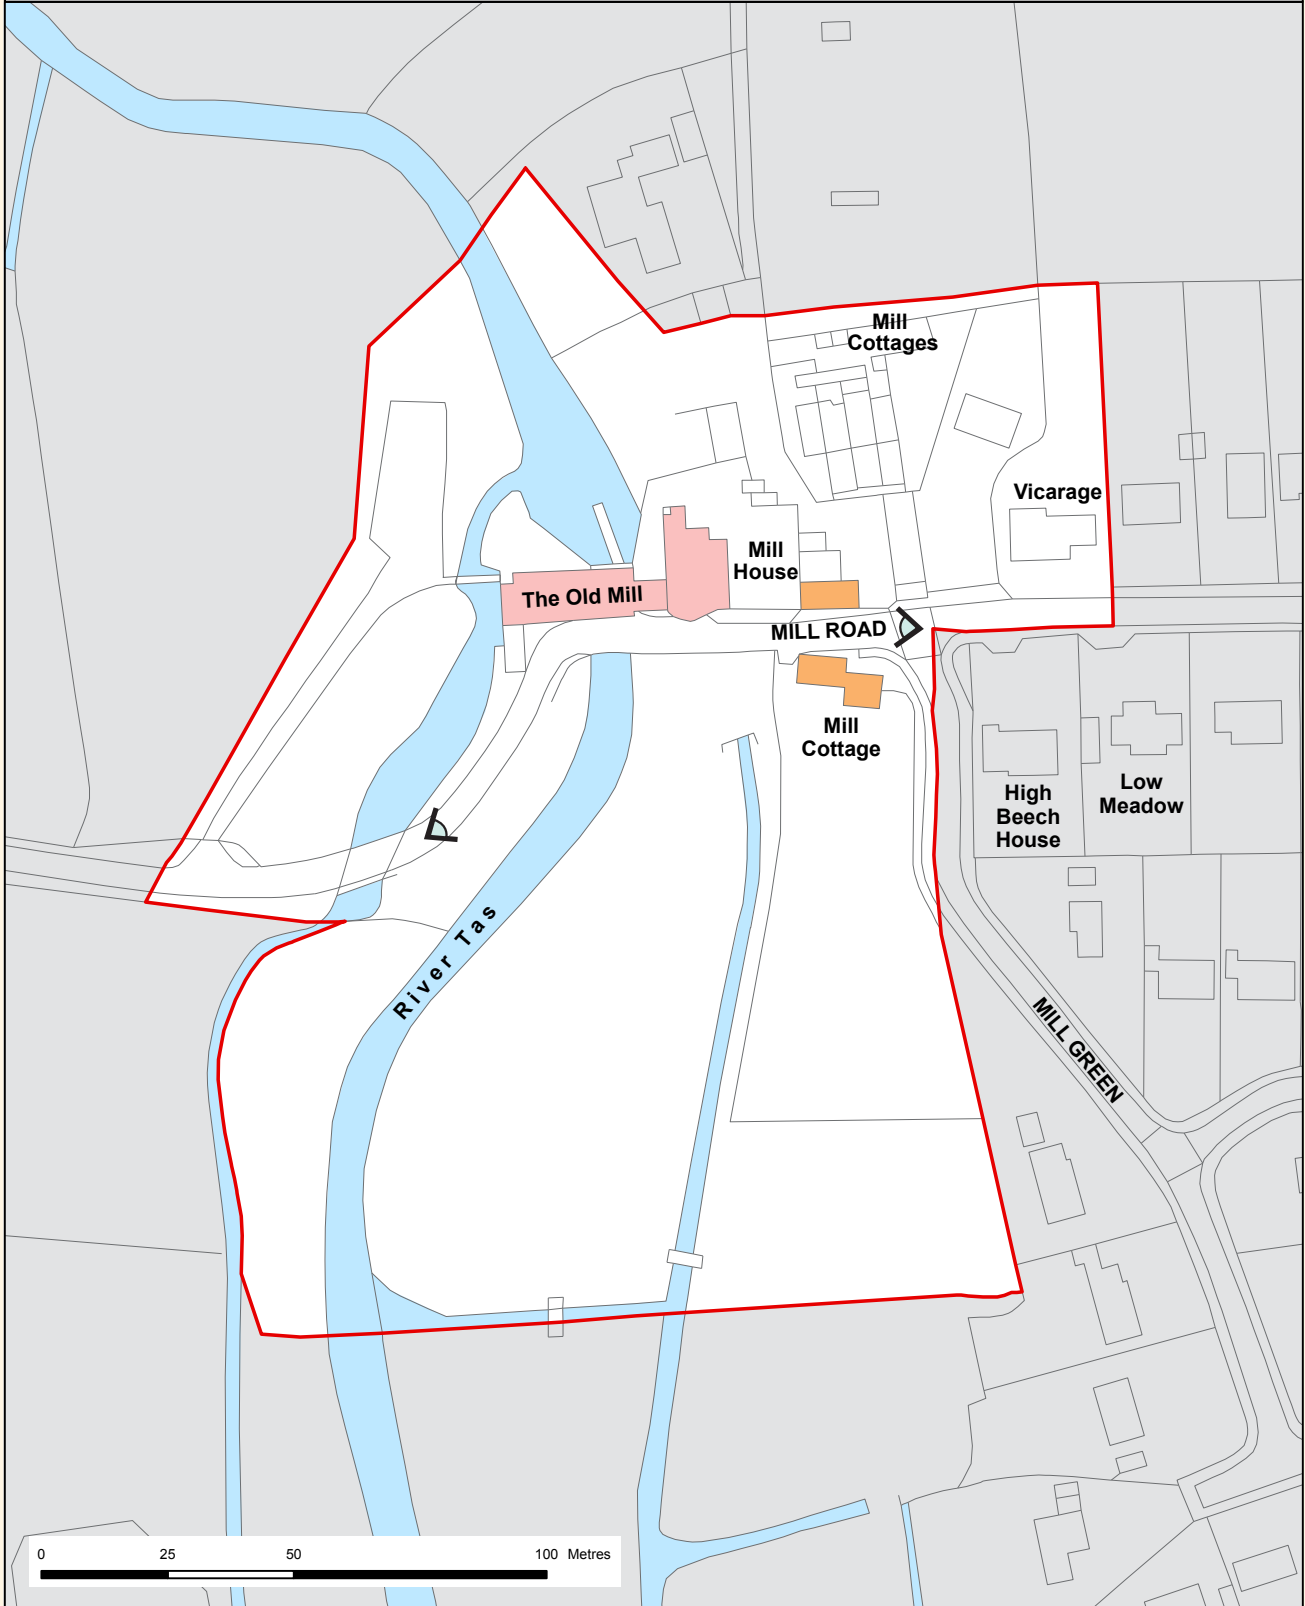 Mill
Cottages
Vicarage
Mill
House
The Old Mill
MILL ROAD
Mill
Cottage
High
Beech
House
Low
Meadow
River Tas
MILL GREEN
0 25 50 100 Metres